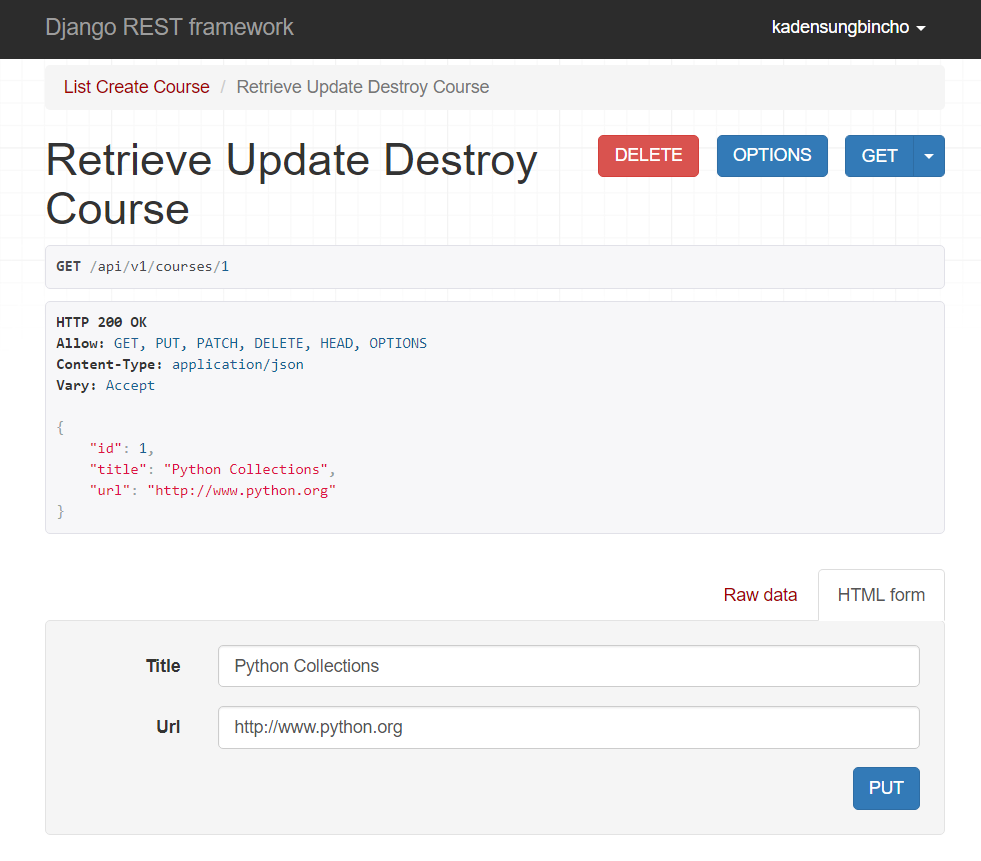 Django REST framework
kadensungbincho
List Create Course / Retrieve Update Destroy Course
Retrieve Update Destroy
Course
DELETE
OPTIONS
GET
GET /api/v1/courses/1
HTTP 200 OK
Allow: GET, PUT, PATCH, DELETE, HEAD, OPTIONS
Content-Type: application/json
Vary: Accept
{
    "id": 1,
    "title": "Python Collections",
    "url": "http://www.python.org"
}
Raw data
HTML form
Title
Python Collections
Url
http://www.python.org
PUT